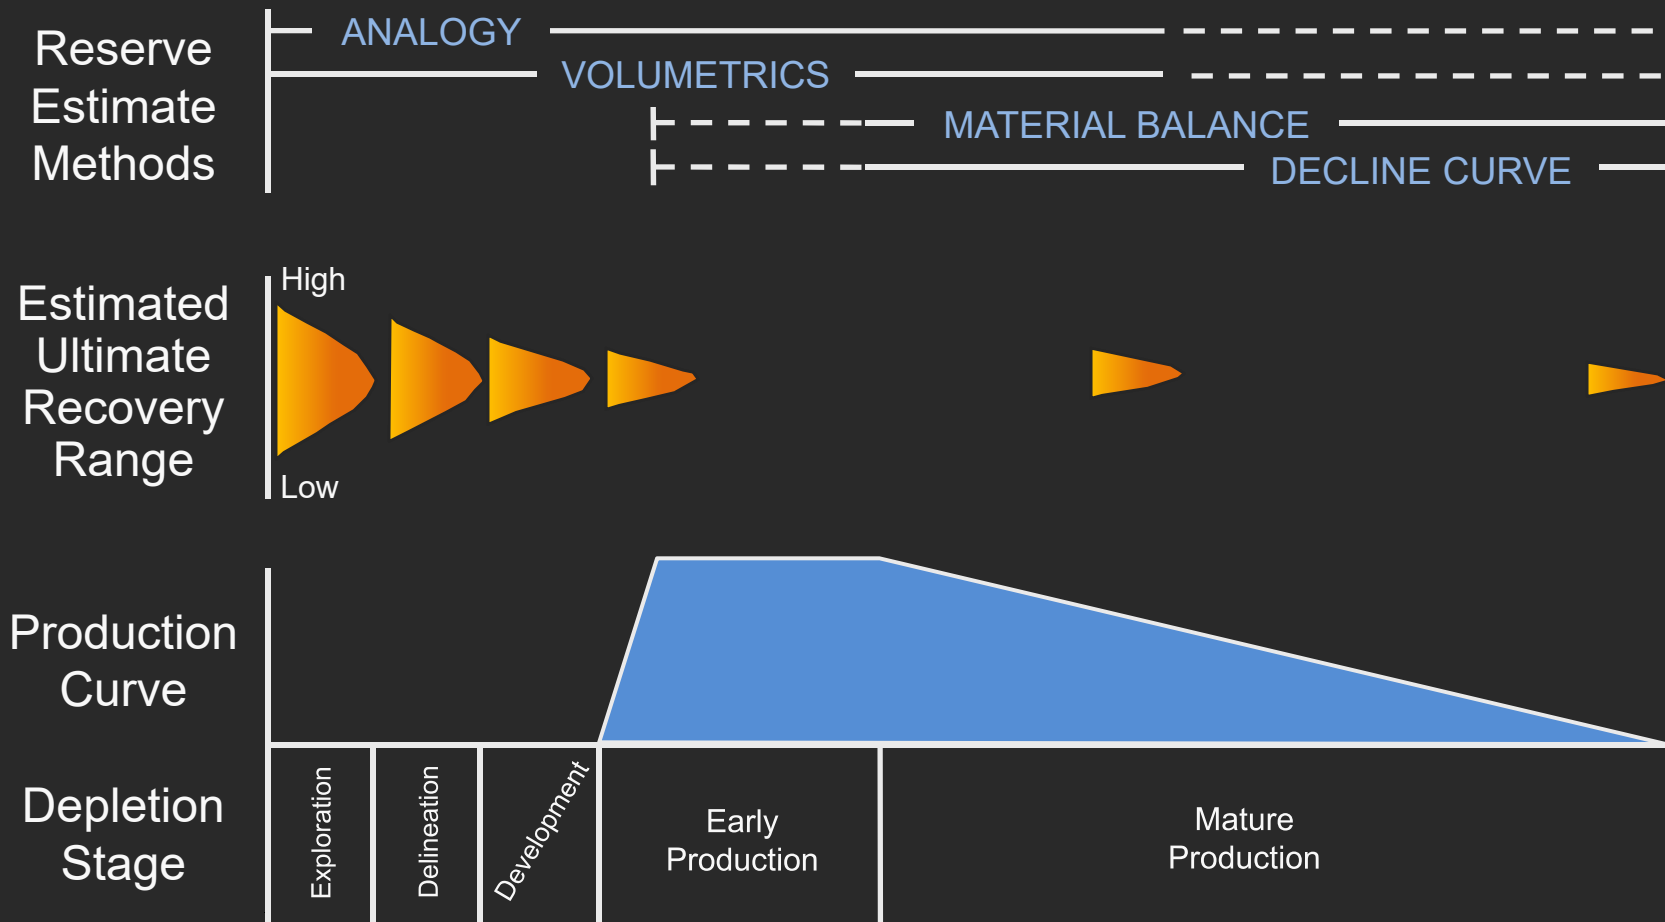 Reserve
Estimate
Methods
ANALOGY
VOLUMETRICS
MATERIAL BALANCE
DECLINE CURVE
Estimated
Ultimate
Recovery
Range
High
Low
Production
Curve
Depletion
Stage
Exploration
Delineation
Development
Early
Production
Mature
Production